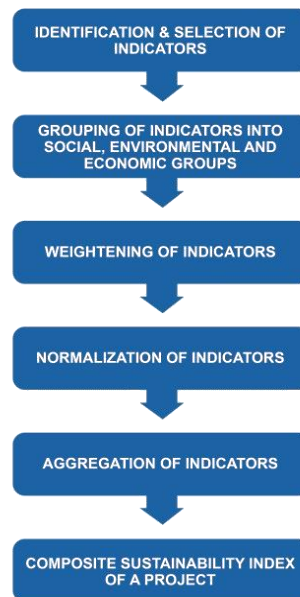 IDENTIFICATION & SELECTION OF
INDICATORS
GROUPING OF INDICATORS INTO
SOCIAL, ENVIRONMENTAL AND
ECONOMIC GROUPS
WEIGHTENING OF INDICATORS
NORMALIZATION OF INDICATORS
AGGREGATION OF INDICATORS
COMPOSITE SUSTAINABILITY INDEX
OF A PROJECT